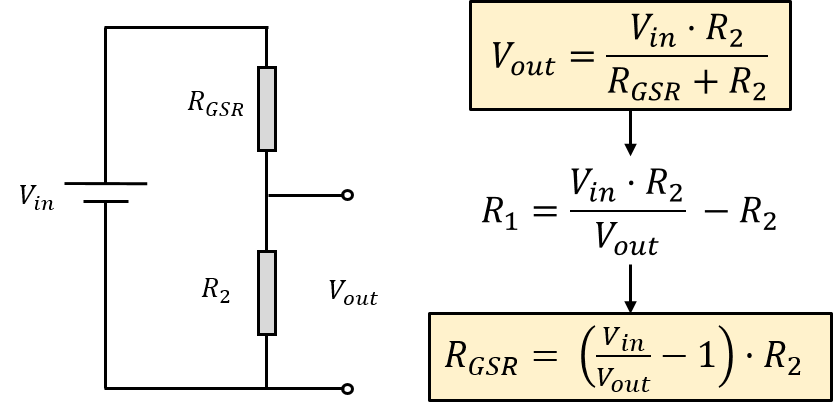 R_GSR
V_in
R_2
V_out
V_out = (V_in · R_2) / (R_GSR + R_2)
R_1 = (V_in · R_2) / V_out − R_2
R_GSR = (V_in / V_out − 1) · R_2